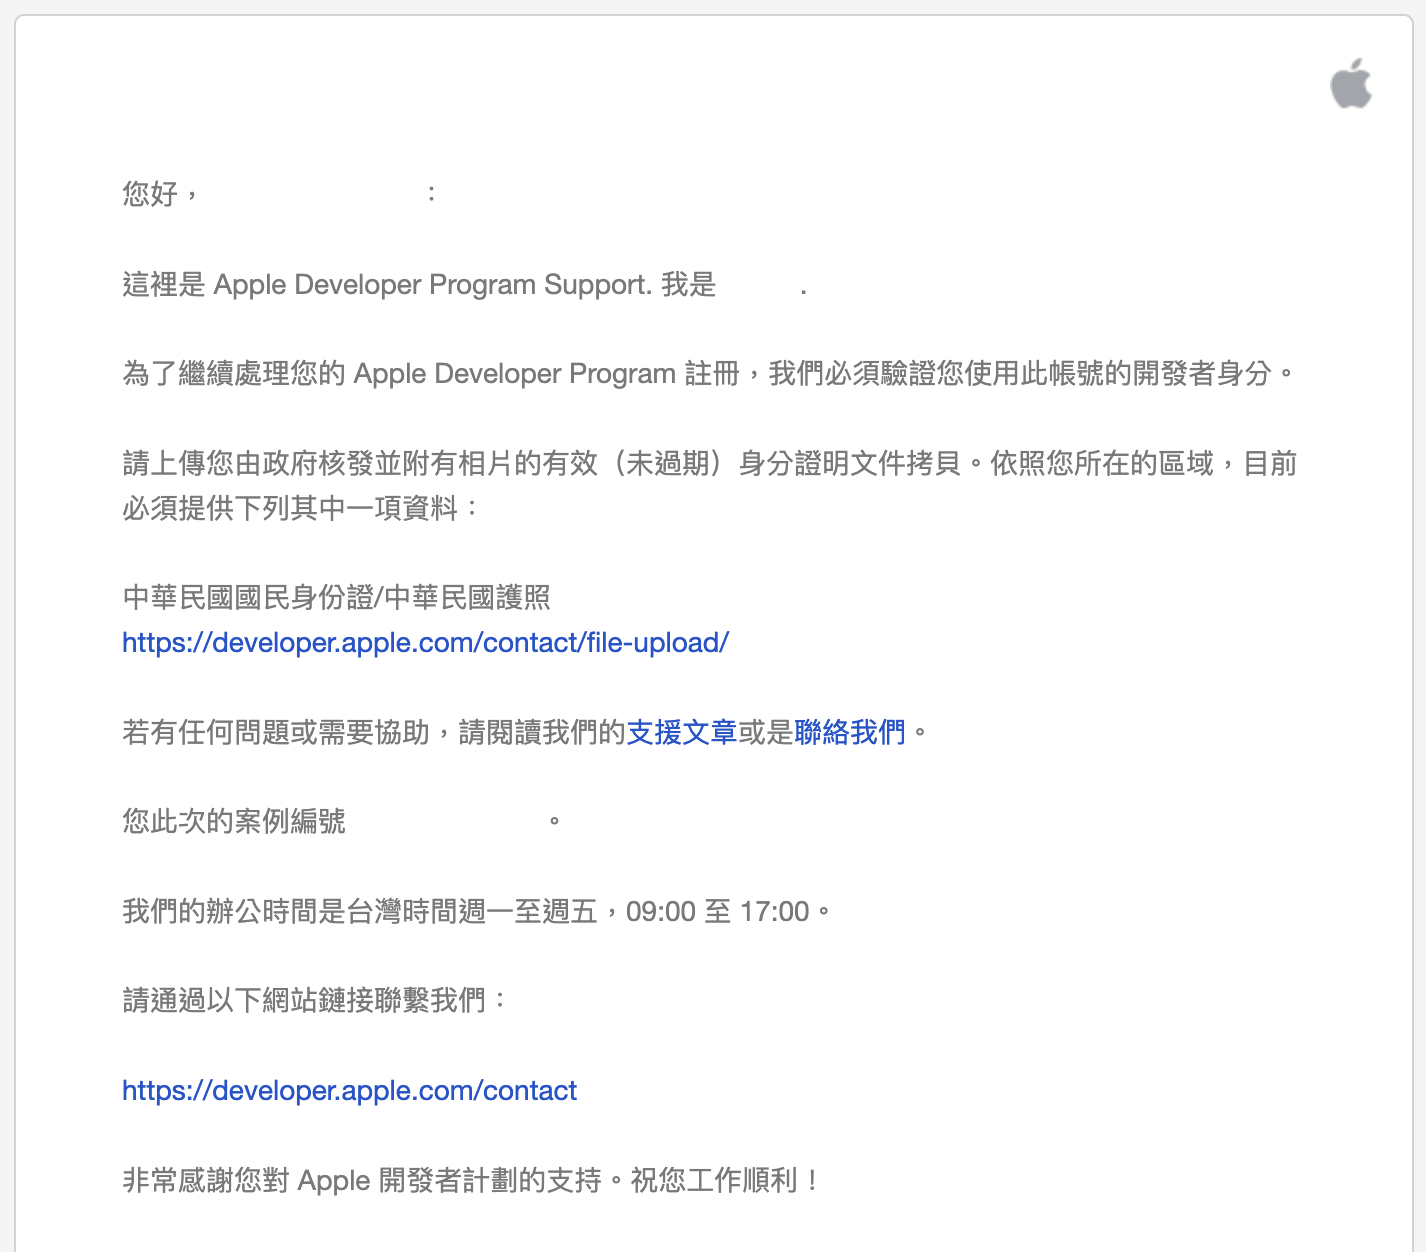 您好，：
這裡是 Apple Developer Program Support. 我是 .
為了繼續處理您的 Apple Developer Program 註冊，我們必須驗證您使用此帳號的開發者身分。
請上傳您由政府核發並附有相片的有效（未過期）身分證明文件拷貝。依照您所在的區域，目前
必須提供下列其中一項資料：
中華民國國民身份證/中華民國護照
https://developer.apple.com/contact/file-upload/
若有任何問題或需要協助，請閱讀我們的支援文章或是聯絡我們。
您此次的案例編號 。
我們的辦公時間是台灣時間週一至週五，09:00 至 17:00。
請通過以下網站鏈接聯繫我們：
https://developer.apple.com/contact
非常感謝您對 Apple 開發者計劃的支持。祝您工作順利！